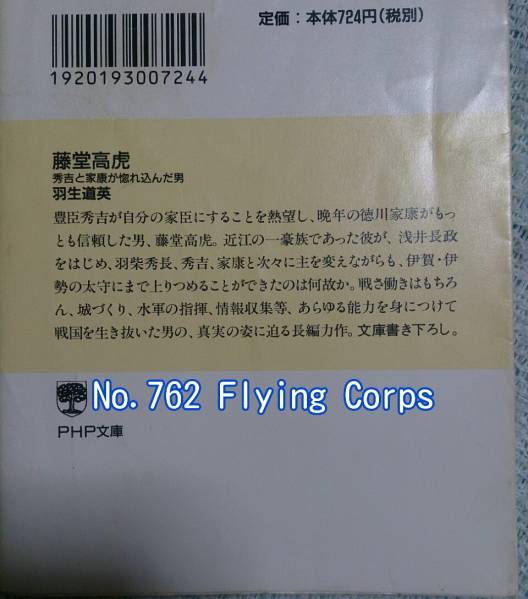 定価：本体724円（税別）
1920193007244
藤堂高虎
秀吉と家康が惚れ込んだ男
羽生道英
豊臣秀吉が自分の家臣にすることを熱望し、晩年の徳川家康がもっ
とも信頼した男、藤堂高虎。近江の一豪族であった彼が、浅井長政
をはじめ、羽柴秀長、秀吉、家康と次々に主を変えながらも、伊賀・伊
勢の太守にまで上りつめることができたのは何故か。戦さ働きはもちろ
ん、城づくり、水軍の指揮、情報収集等、あらゆる能力を身につけて
戦国を生き抜いた男の、真実の姿に迫る長編力作。文庫書き下ろし。
No.762 Flying Corps
PHP文庫